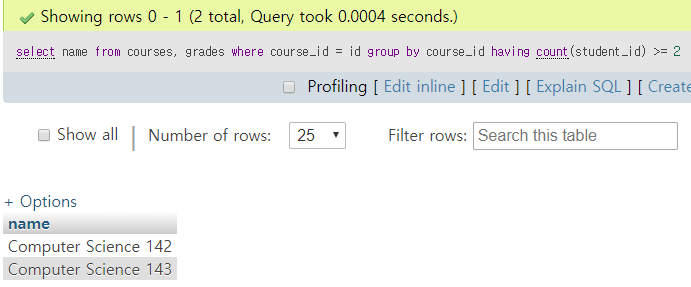 Showing rows 0 - 1 (2 total, Query took 0.0004 seconds.)
select name from courses, grades where course_id = id group by course_id having count(student_id) >= 2
Profiling [ Edit inline ] [ Edit ] [ Explain SQL ] [ Create
Show all | Number of rows: 25 Filter rows: Search this table
+ Options
name
Computer Science 142
Computer Science 143